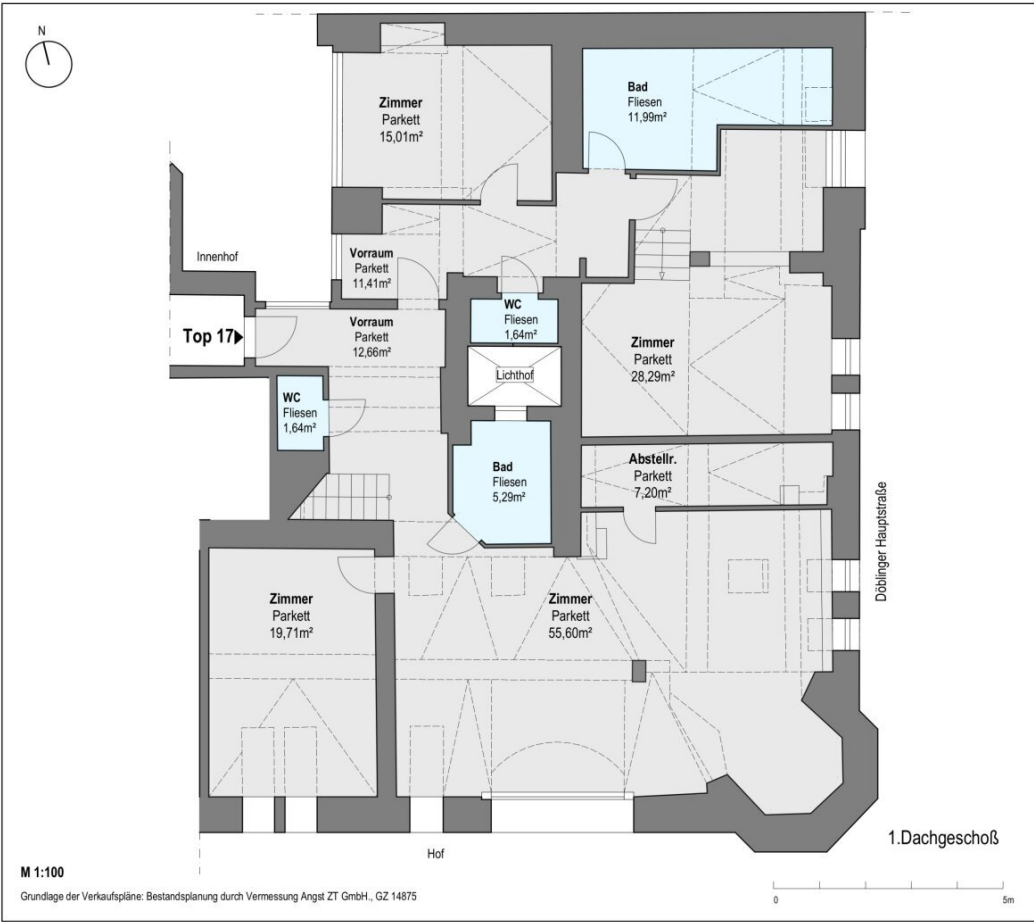 N
Zimmer
Parkett
15,01m²
Bad
Fliesen
11,99m²
Innenhof
Vorraum
Parkett
11,41m²
WC
Fliesen
1,64m²
Top 17
Vorraum
Parkett
12,66m²
Lichthof
Zimmer
Parkett
28,29m²
WC
Fliesen
1,64m²
Bad
Fliesen
5,29m²
Abstellr.
Parkett
7,20m²
Döblinger Hauptstraße
Zimmer
Parkett
19,71m²
Zimmer
Parkett
55,60m²
1.Dachgeschoß
Hof
M 1:100
Grundlage der Verkaufspläne: Bestandsplanung durch Vermessung Angst ZT GmbH., GZ 14875
0
5m